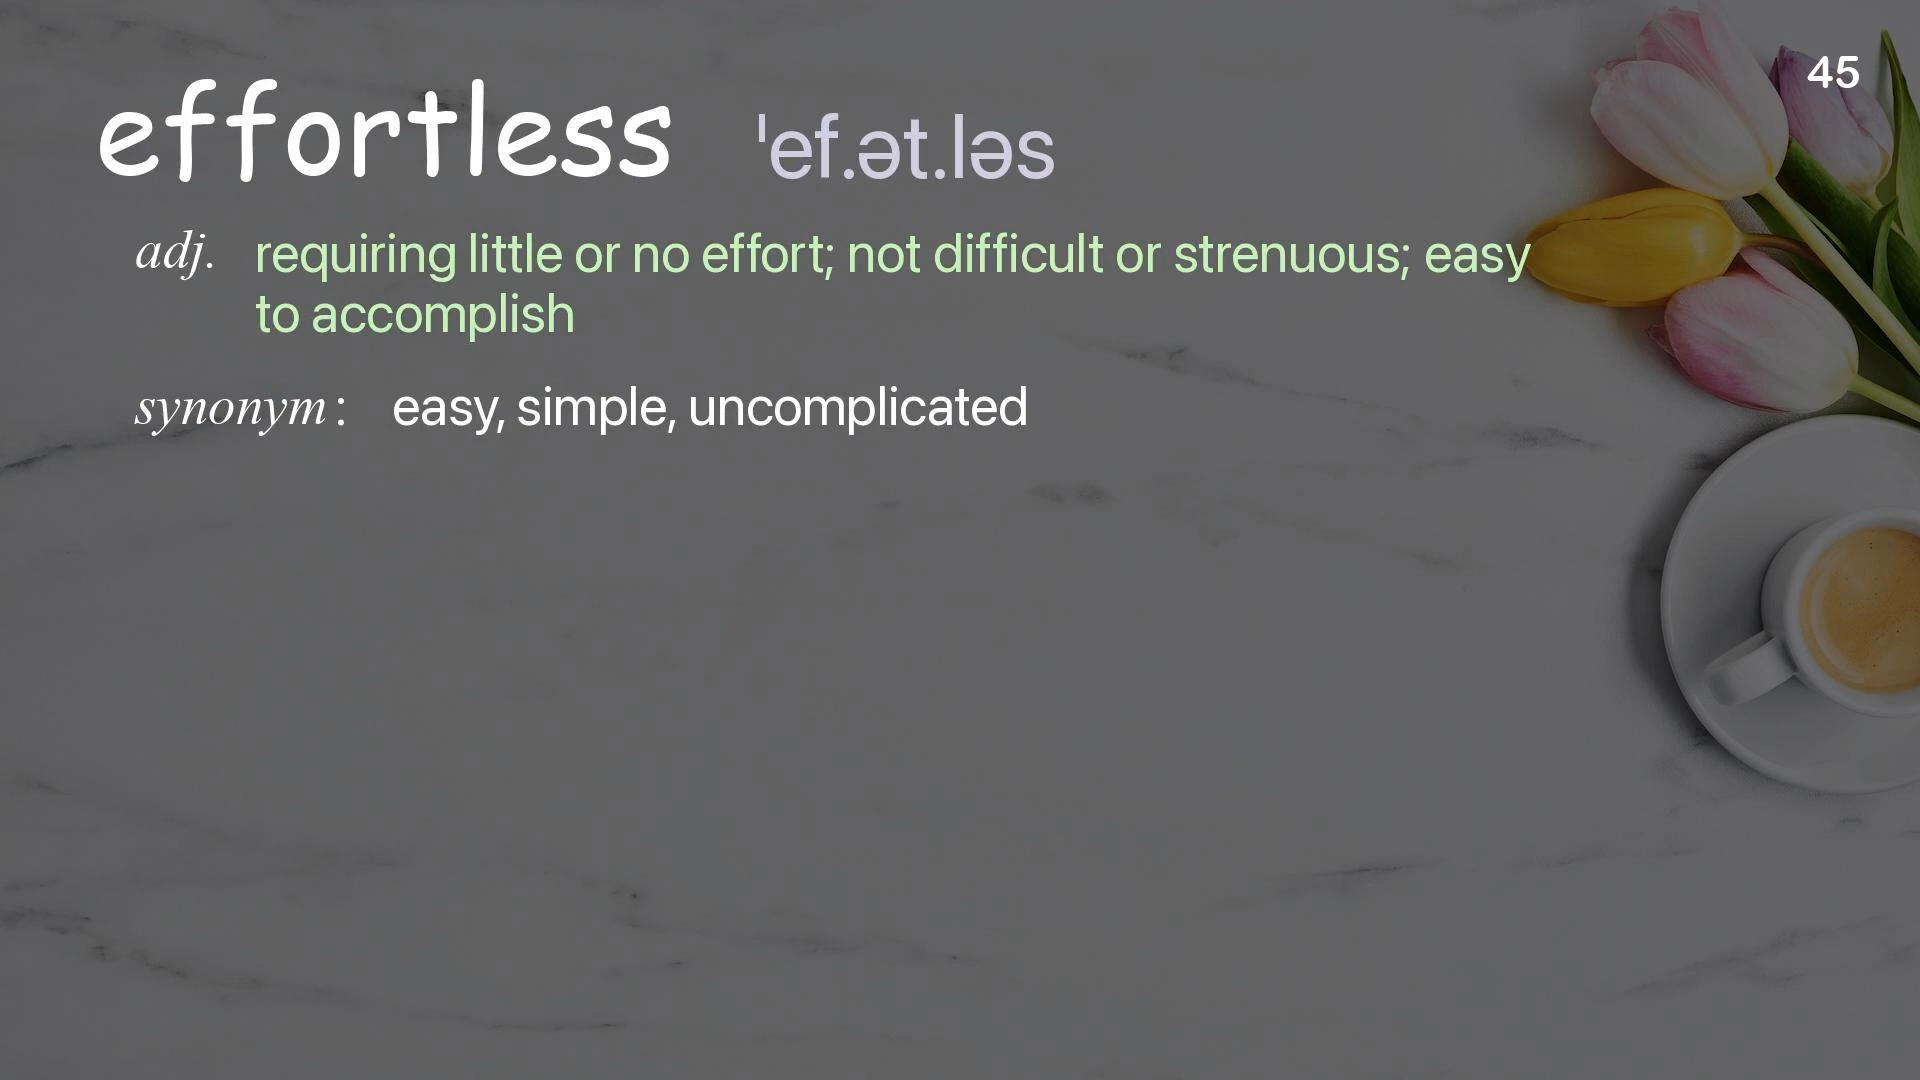 45
effortless ˈef.ət.ləs
adj. requiring little or no effort; not difficult or strenuous; easy
to accomplish
synonym: easy, simple, uncomplicated